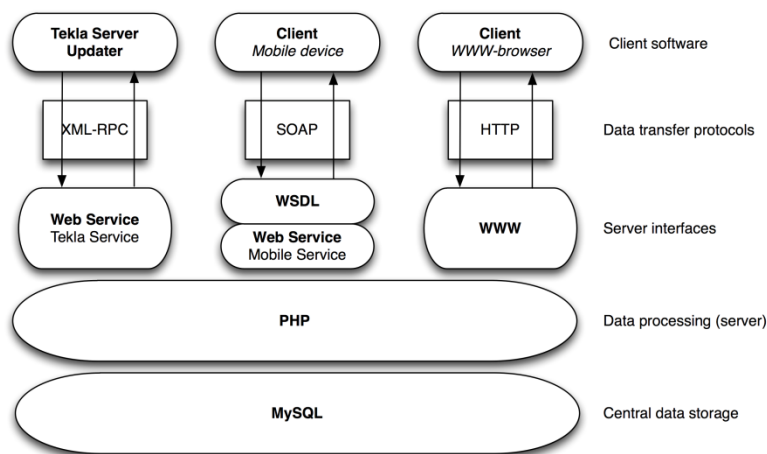 Tekla Server
Updater
Client
Mobile device
Client
WWW-browser
Client software
XML-RPC
SOAP
HTTP
Data transfer protocols
Web Service
Tekla Service
WSDL
Web Service
Mobile Service
WWW
Server interfaces
PHP
Data processing (server)
MySQL
Central data storage